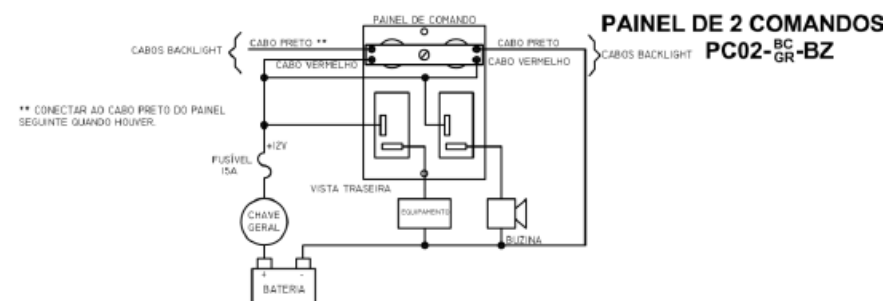 PAINEL DE COMANDO
PAINEL DE 2 COMANDOS
PC02-BC/GR-BZ
CABOS BACKLIGHT
CABO PRETO **
CABO PRETO
CABOS BACKLIGHT
CABO VERMELHO
CABO VERMELHO
** CONECTAR AO CABO PRETO DO PAINEL
SEGUINTE QUANDO HOUVER.
+12V
FUSÍVEL
15A
VISTA TRASEIRA
CHAVE
GERAL
EQUIPAMENTO
BUZINA
+ -
BATERIA